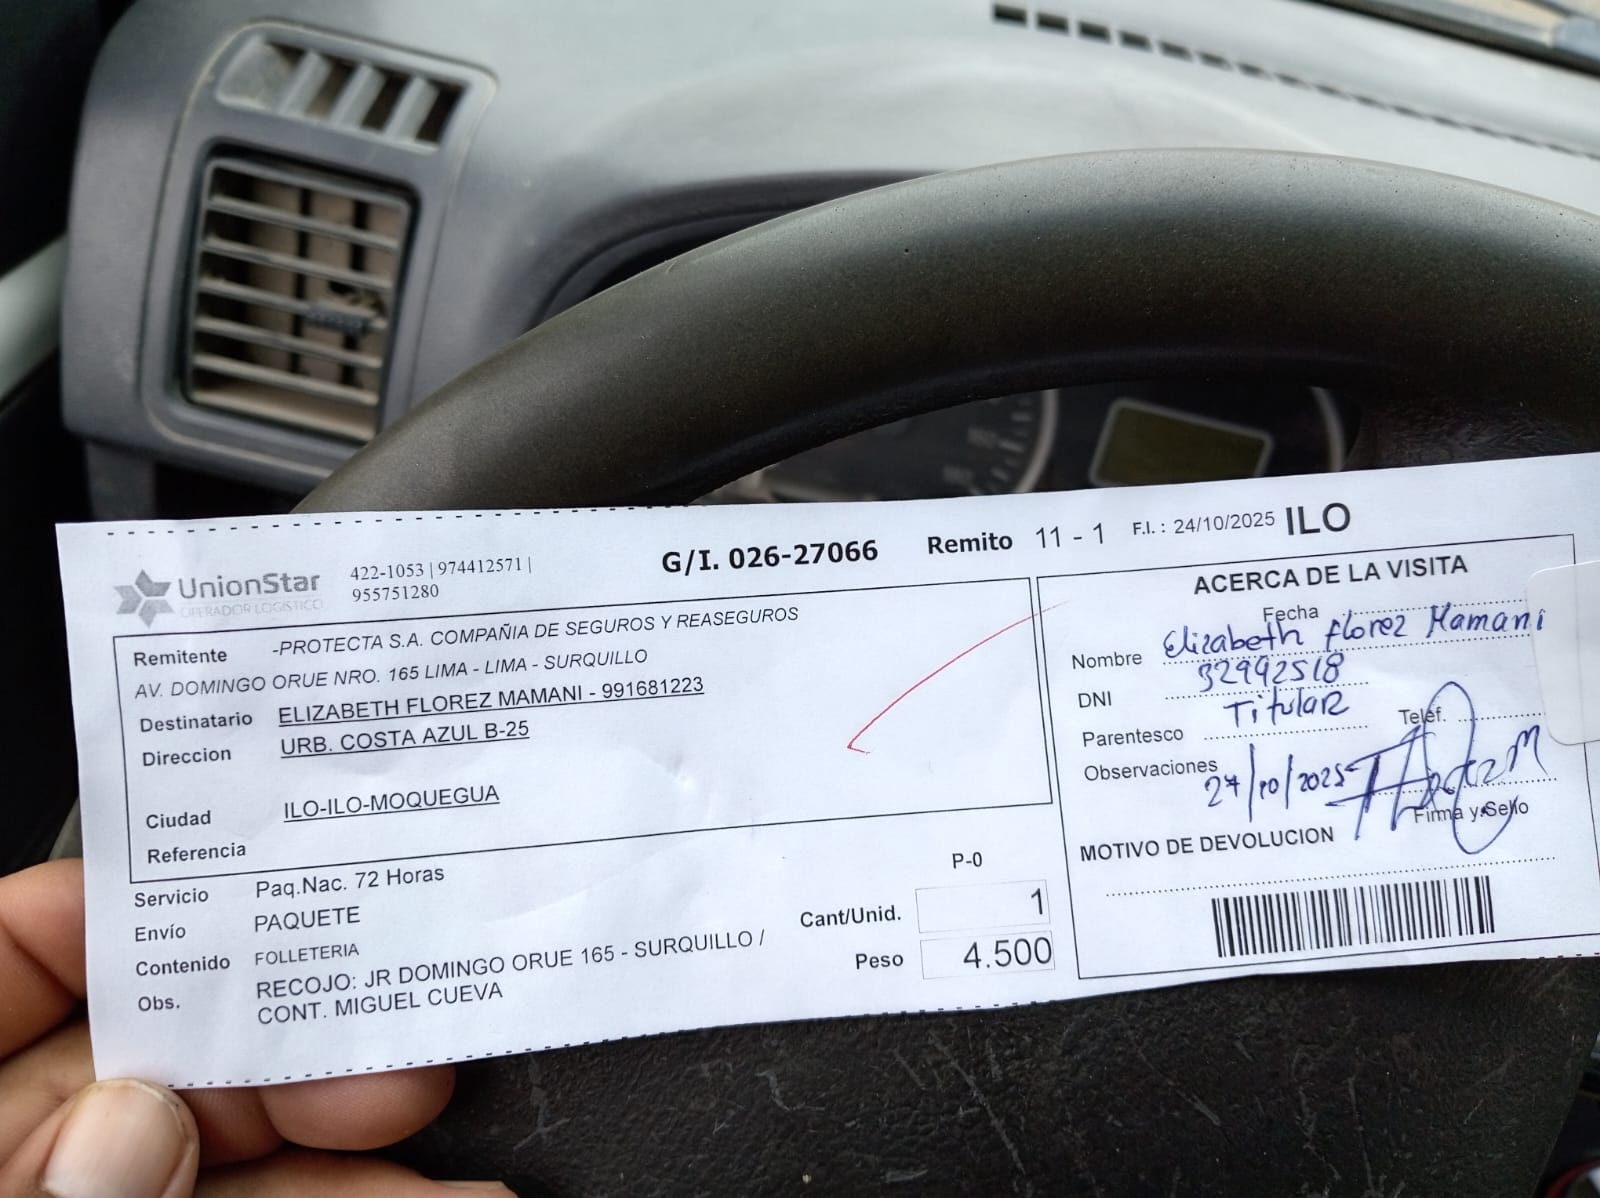 UnionStar
OPERADOR LOGISTICO
422-1053 | 974412571 |
955751280
G/I. 026-27066
Remito 11 - 1
F.I.: 24/10/2025 ILO
Remitente -PROTECTA S.A. COMPAÑIA DE SEGUROS Y REASEGUROS
AV. DOMINGO ORUE NRO. 165 LIMA - LIMA - SURQUILLO
Destinatario ELIZABETH FLOREZ MAMANI - 991681223
Direccion URB. COSTA AZUL B-25
Ciudad ILO-ILO-MOQUEGUA
Referencia
Servicio Paq.Nac. 72 Horas
Envío PAQUETE
Contenido FOLLETERIA
Obs. RECOJO: JR DOMINGO ORUE 165 - SURQUILLO /
CONT. MIGUEL CUEVA
P-0
Cant/Unid. 1
Peso 4.500
ACERCA DE LA VISITA
Fecha
Nombre Elizabeth florez Mamani
DNI 32992518
Parentesco Titular
Teléf.
Observaciones 27/10/2025
Firma y Sello
MOTIVO DE DEVOLUCION